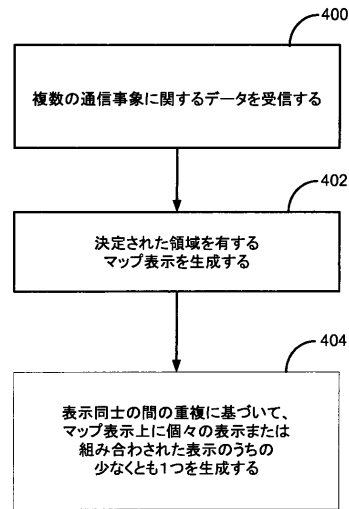 400
複数の通信事象に関するデータを受信する
402
決定された領域を有する
マップ表示を生成する
404
表示同士の間の重複に基づいて、
マップ表示上に個々の表示または
組み合わされた表示のうちの
少なくとも1つを生成する